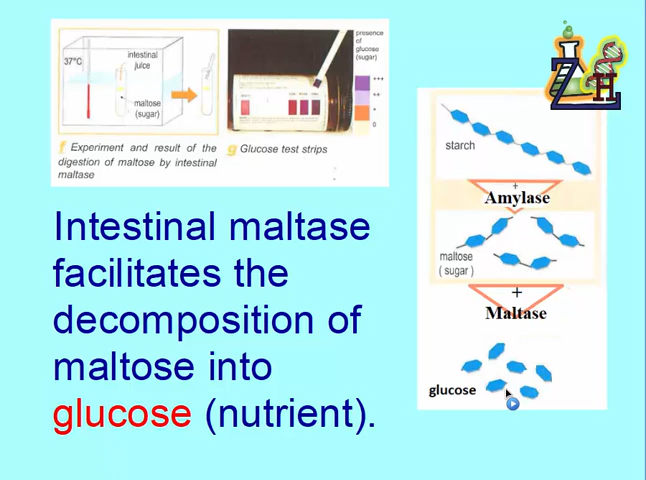 37°C
intestinal
juice
maltose
(sugar)
presence
of
glucose
(sugar)
+++
++
+
0
f Experiment and result of the
digestion of maltose by intestinal
maltase
g Glucose test strips
Z H
starch
+
Amylase
maltose
(sugar)
+
Maltase
glucose
Intestinal maltase
facilitates the
decomposition of
maltose into
glucose (nutrient).